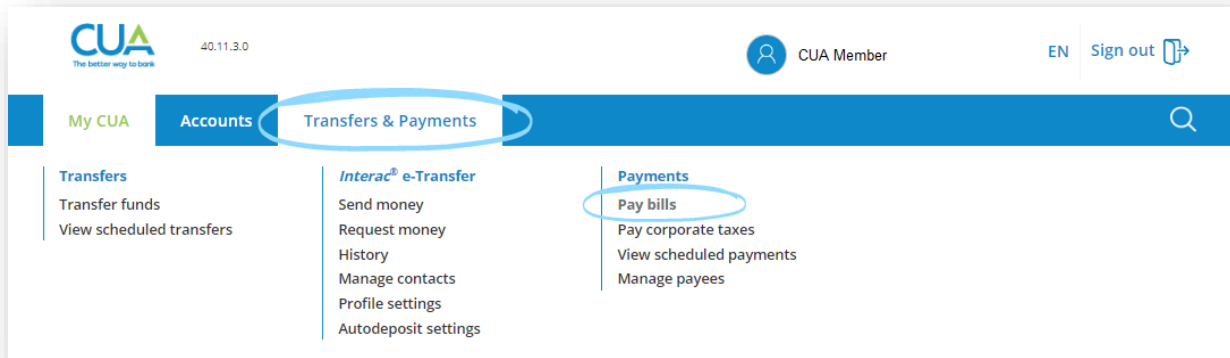 CUA
The better way to bank
40.11.3.0
CUA Member
EN
Sign out
My CUA
Accounts
Transfers & Payments
Transfers
Transfer funds
View scheduled transfers
Interac® e-Transfer
Send money
Request money
History
Manage contacts
Profile settings
Autodeposit settings
Payments
Pay bills
Pay corporate taxes
View scheduled payments
Manage payees